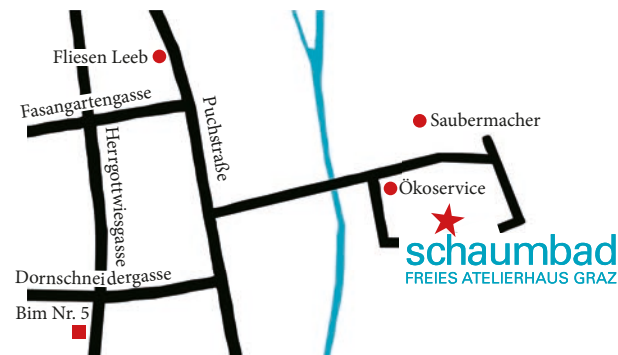 Fliesen Leeb
Fasangartengasse
Puchstraße
Saubermacher
Herrgottwiesgasse
Ökoservice
schaumbad
FREIES ATELIERHAUS GRAZ
Dornschneidergasse
Bim Nr. 5